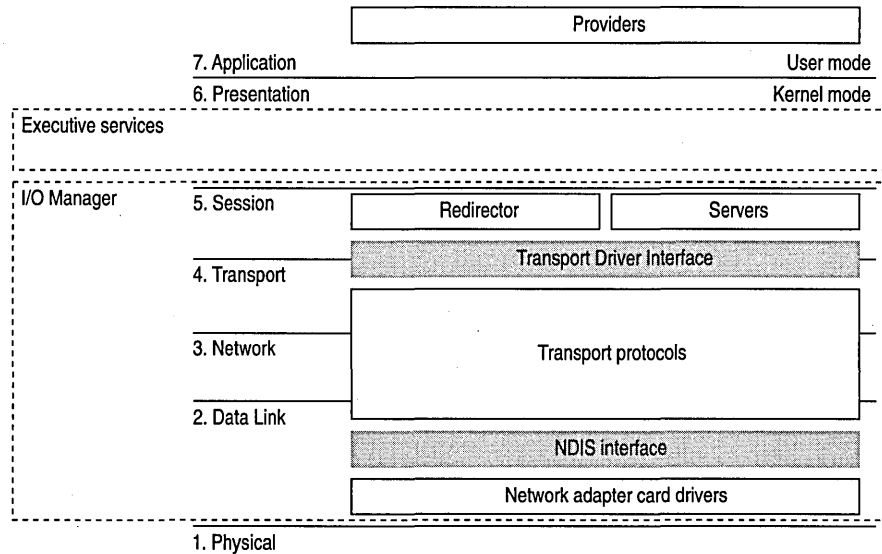 Providers
7. Application User mode
6. Presentation Kernel mode
Executive services
I/O Manager 5. Session Redirector Servers
Transport Driver Interface
4. Transport
3. Network Transport protocols
2. Data Link
NDIS interface
Network adapter card drivers
1. Physical